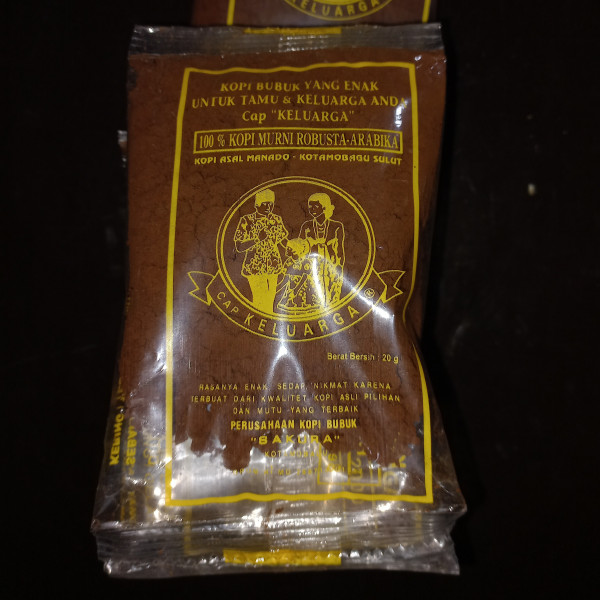 KELUARGA
KOPI BUBUK YANG ENAK
UNTUK TAMU & KELUARGA ANDA
Cap "KELUARGA"
100 % KOPI MURNI ROBUSTA-ARABIKA
KOPI ASAL MANADO - KOTAMOBAGU SULUT
CAP KELUARGA ®
Berat Bersih 20 g
RASANYA ENAK, SEDAP, NIKMAT KARENA
TERBUAT DARI KWALITET KOPI ASLI PILIHAN
DAN MUTU YANG TERBAIK
PERUSAHAAN KOPI BUBUK
"SAKURA"